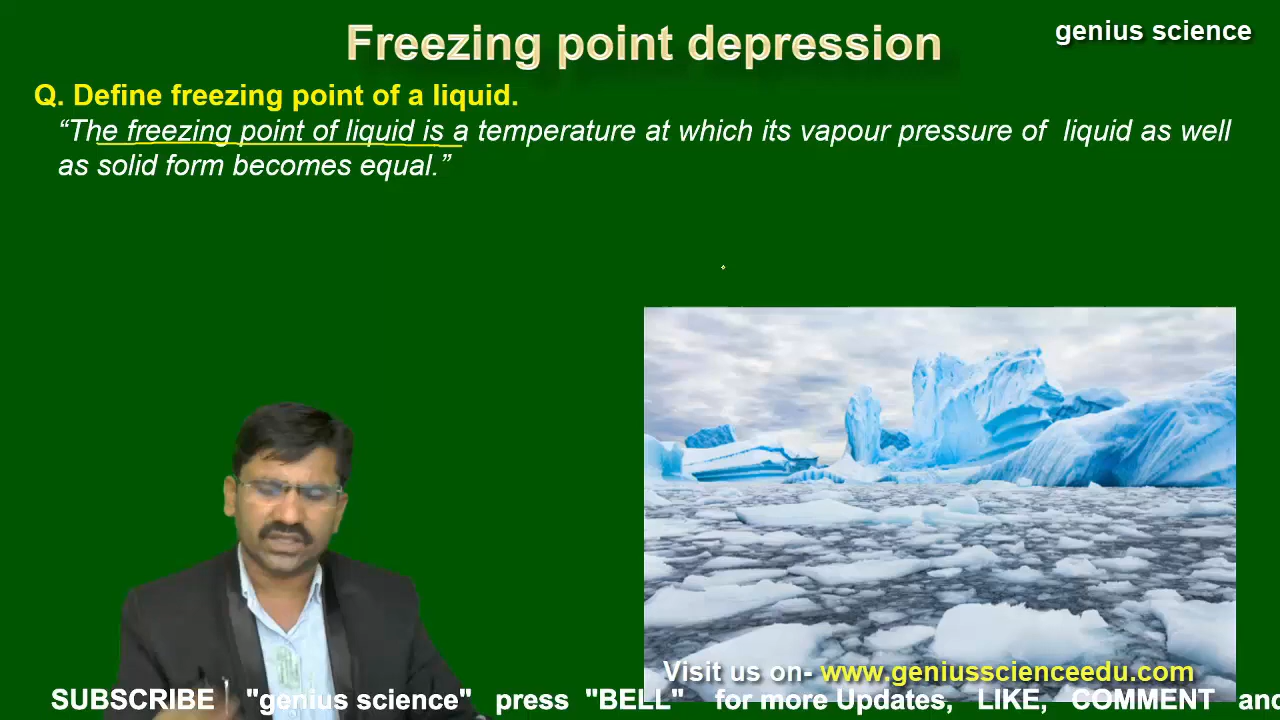 Freezing point depression
genius science
Q. Define freezing point of a liquid.
“The freezing point of liquid is a temperature at which its vapour pressure of liquid as well
as solid form becomes equal.”
Visit us on- www.geniusscienceedu.com
SUBSCRIBE "genius science" press "BELL" for more Updates, LIKE, COMMENT and